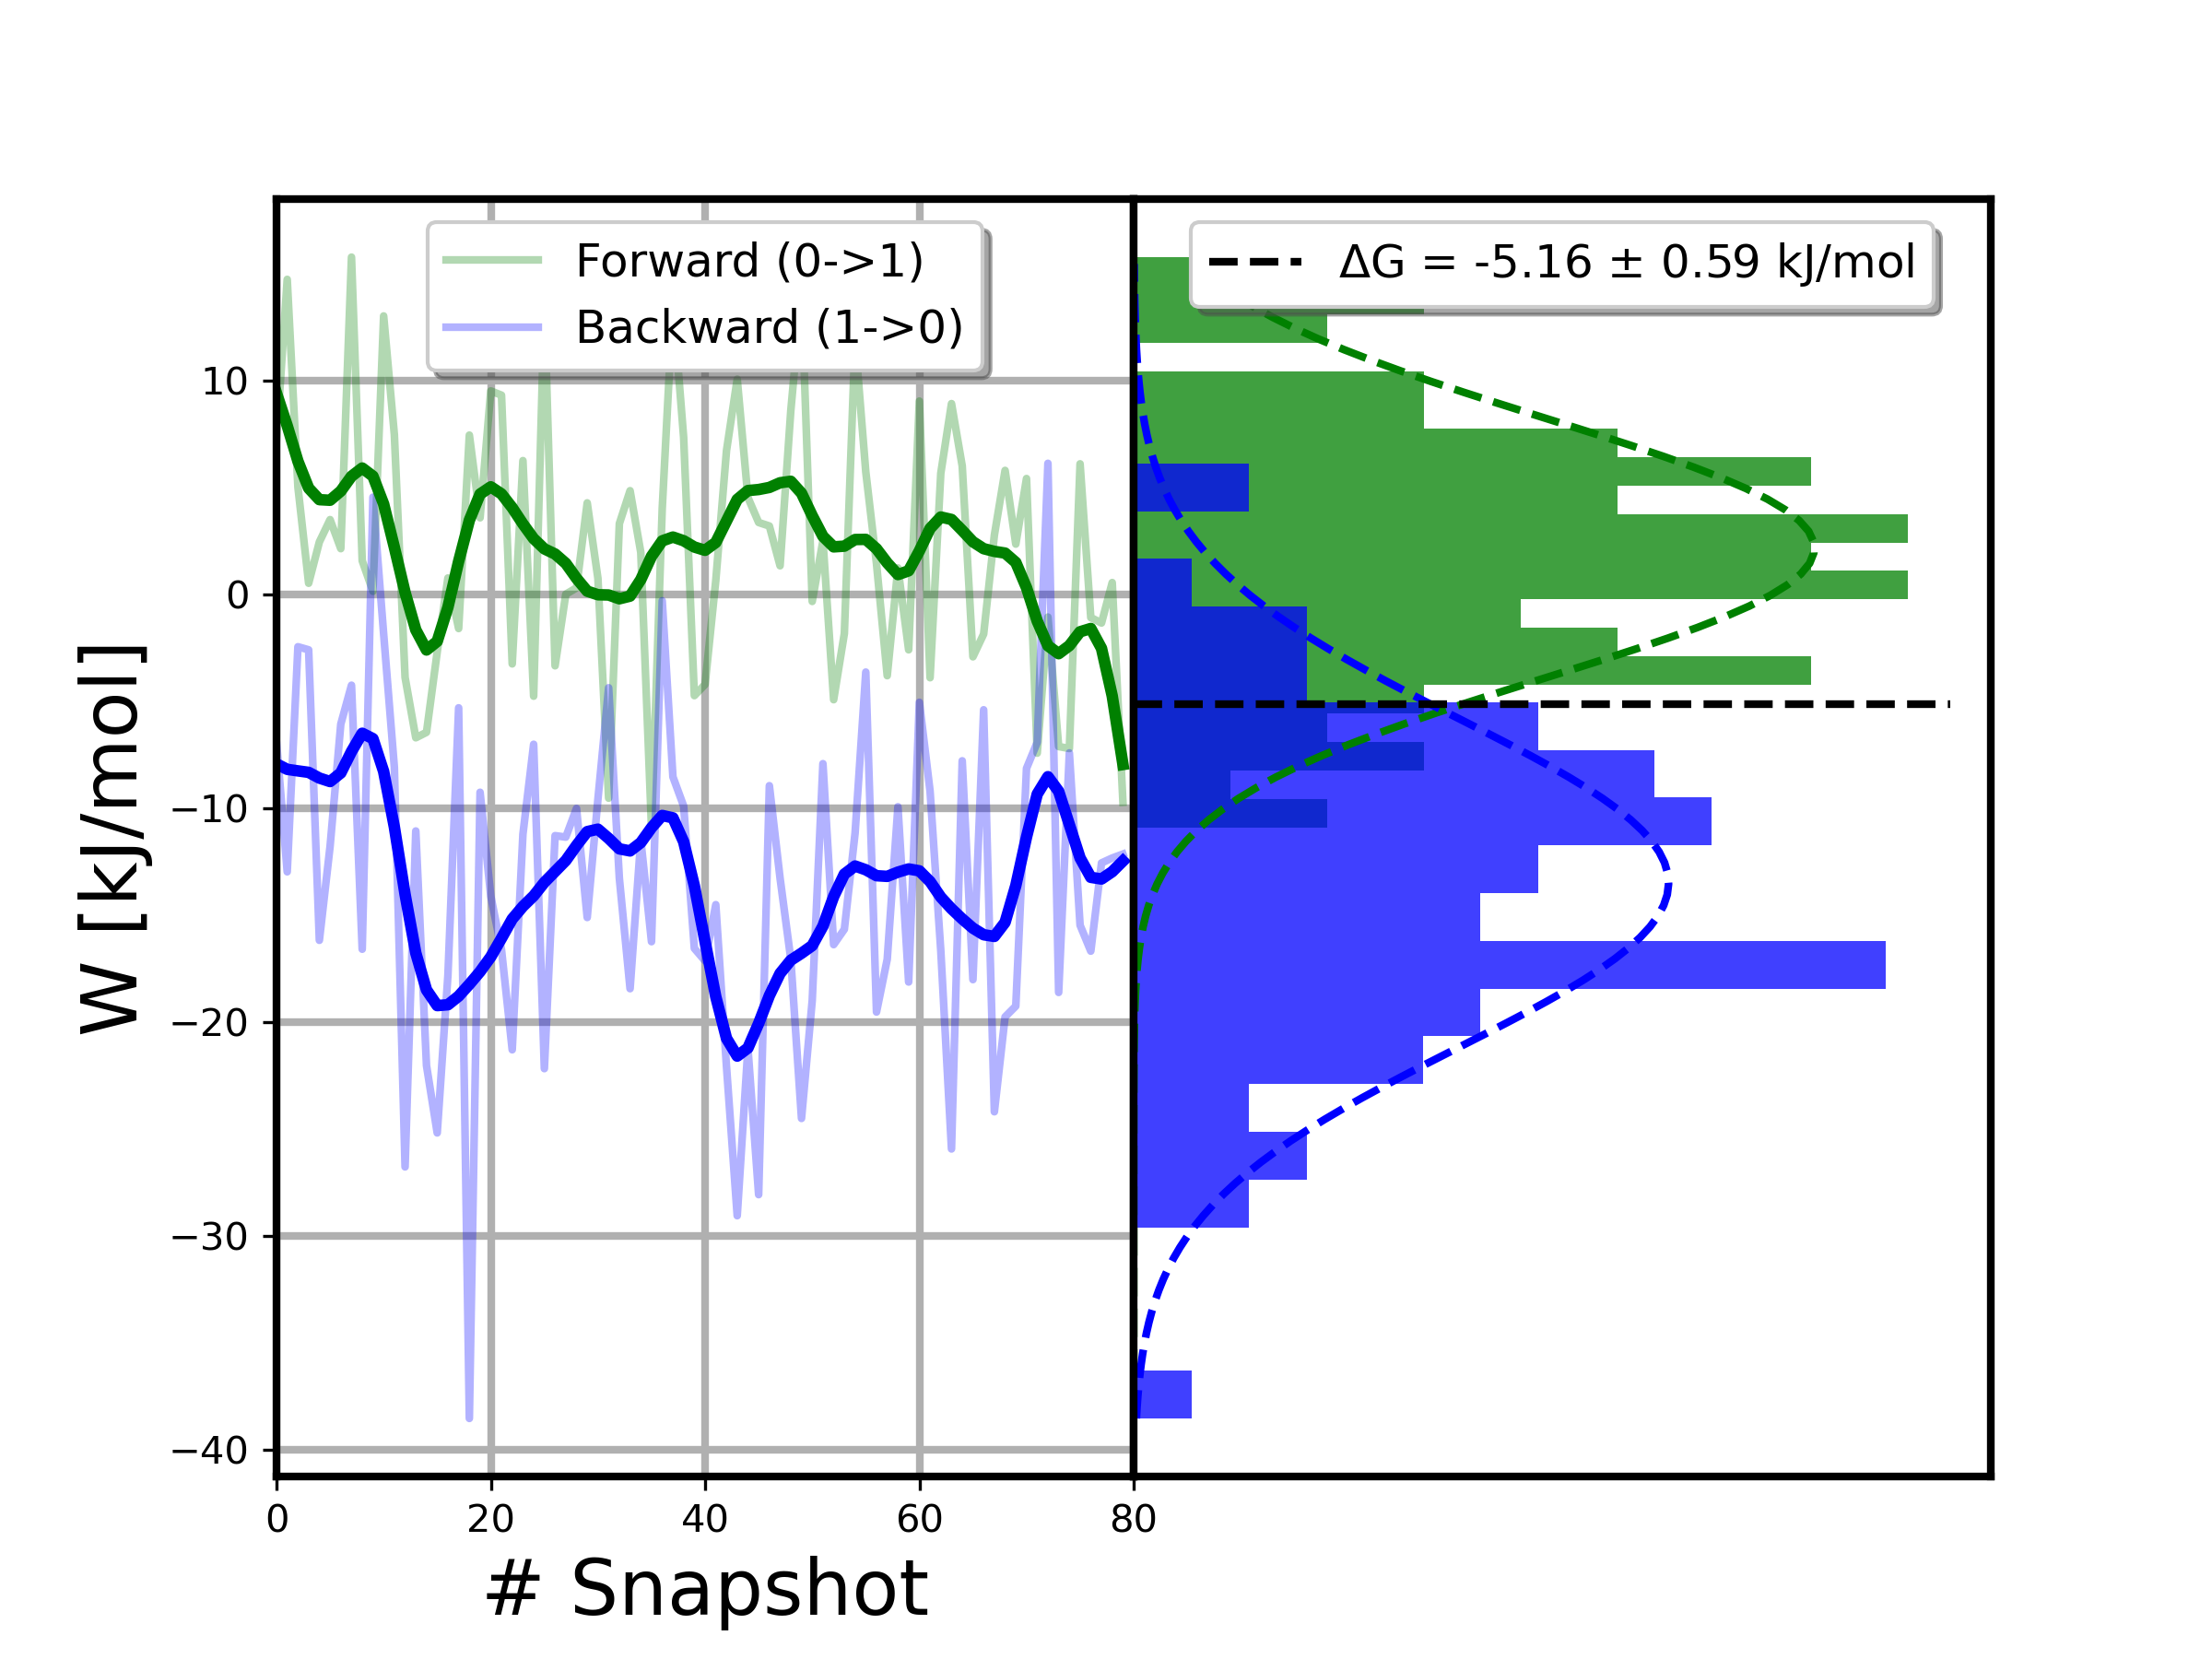 Forward (0->1)
Backward (1->0)
ΔG = -5.16 ± 0.59 kJ/mol
W [kJ/mol]
10
0
−10
−20
−30
−40
0 20 40 60 80
# Snapshot